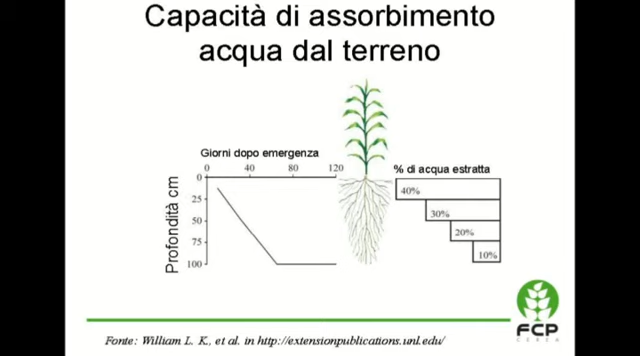 Capacità di assorbimento
acqua dal terreno
Giorni dopo emergenza
0 40 80 120
% di acqua estratta
Profondità cm
0
25
50
75
100
40%
30%
20%
10%
FCP
CEREA
Fonte: William L. K., et al. in http://extensionpublications.unl.edu/